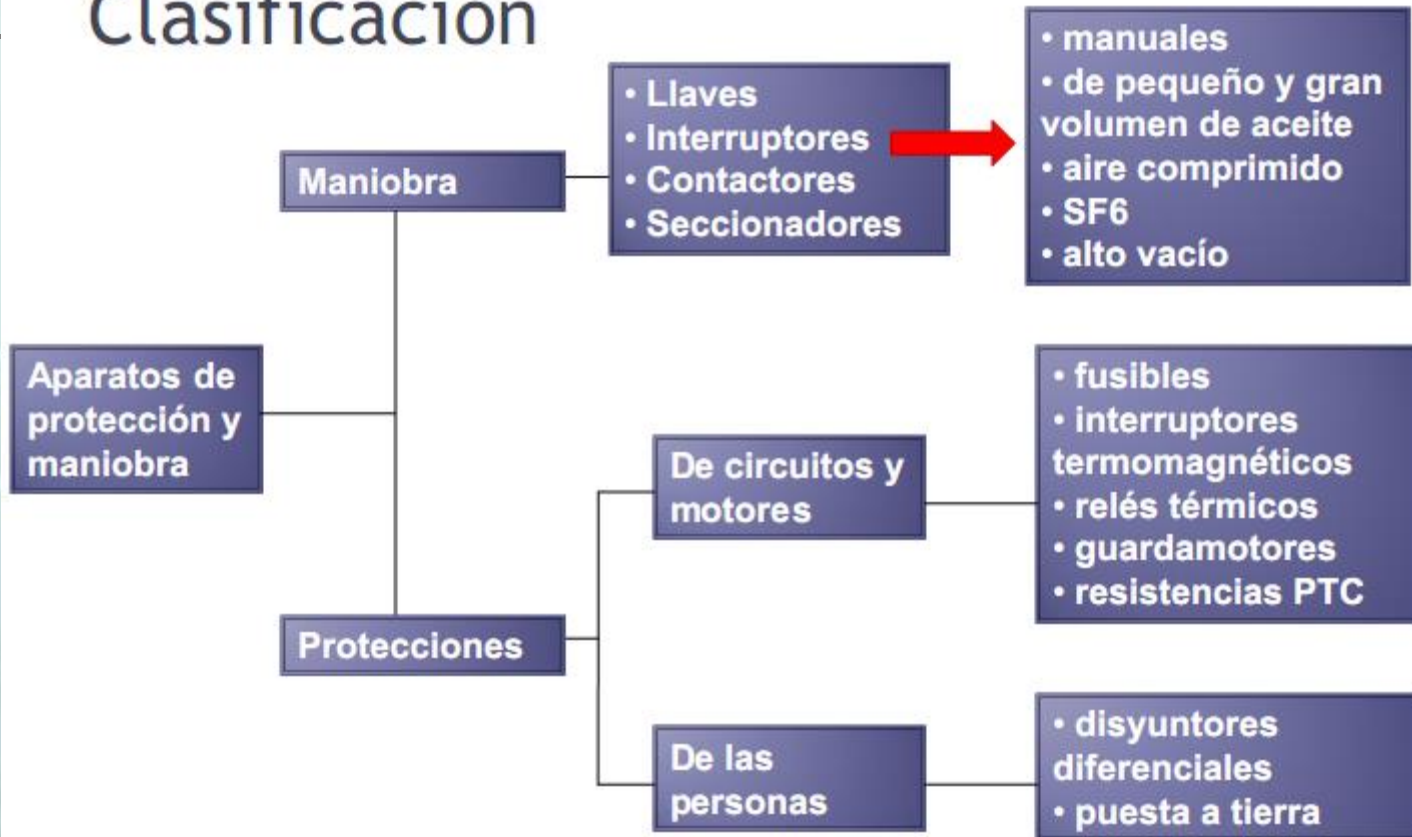 Clasificación
• manuales
• de pequeño y gran
volumen de aceite
• aire comprimido
• SF6
• alto vacío
• Llaves
• Interruptores
• Contactores
• Seccionadores
Maniobra
Aparatos de
protección y
maniobra
• fusibles
• interruptores
termomagnéticos
• relés térmicos
• guardamotores
• resistencias PTC
De circuitos y
motores
Protecciones
De las
personas
• disyuntores
diferenciales
• puesta a tierra